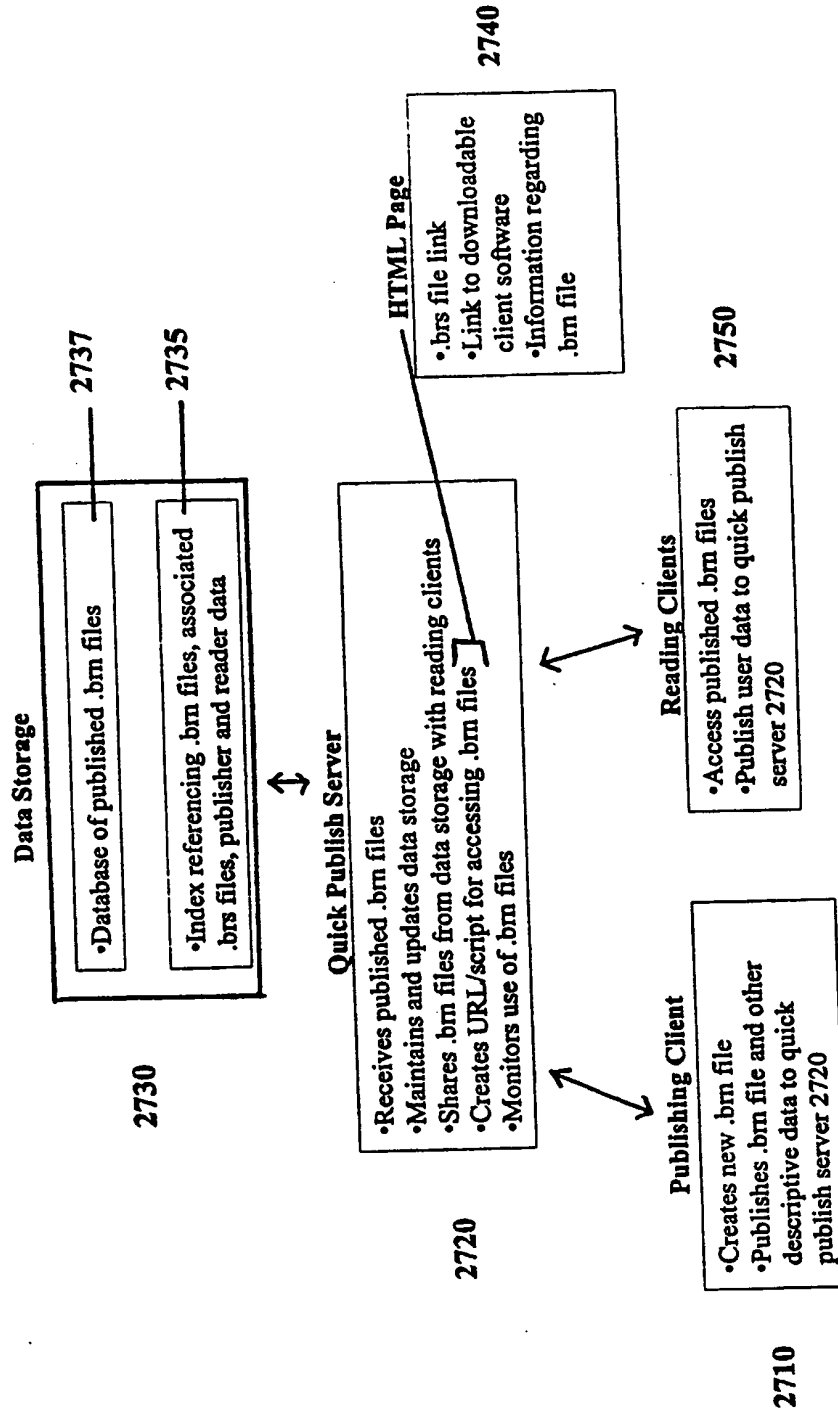 Data Storage
•Database of published .brn files
2737
•Index referencing .brn files, associated
.brs files, publisher and reader data
2735
2730
Quick Publish Server
•Receives published .brn files
•Maintains and updates data storage
•Shares .brn files from data storage with reading clients
•Creates URL/script for accessing .brn files
•Monitors use of .brn files
2720
HTML Page
•.brs file link
•Link to downloadable
client software
•Information regarding
.brn file
2740
Publishing Client
•Creates new .brn file
•Publishes .brn file and other
descriptive data to quick
publish server 2720
2710
Reading Clients
•Access published .brn files
•Publish user data to quick publish
server 2720
2750